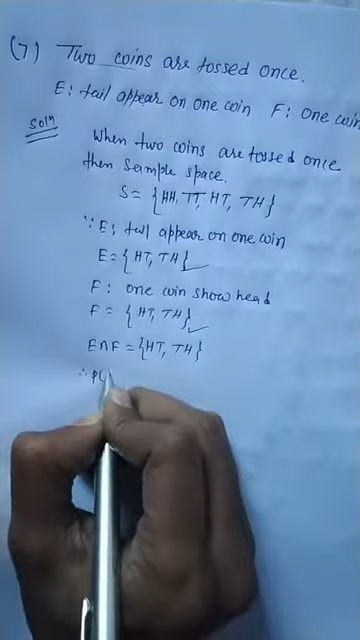 (7) Two coins are tossed once.
E: tail appear on one coin F: one coin
Soln
When two coins are tossed once
then sample space.
S = {HH, TT, HT, TH}
∵ E: tail appear on one coin
E = {HT, TH}
F: one coin show head
F = {HT, TH}
E∩F = {HT, TH}
∴ P(